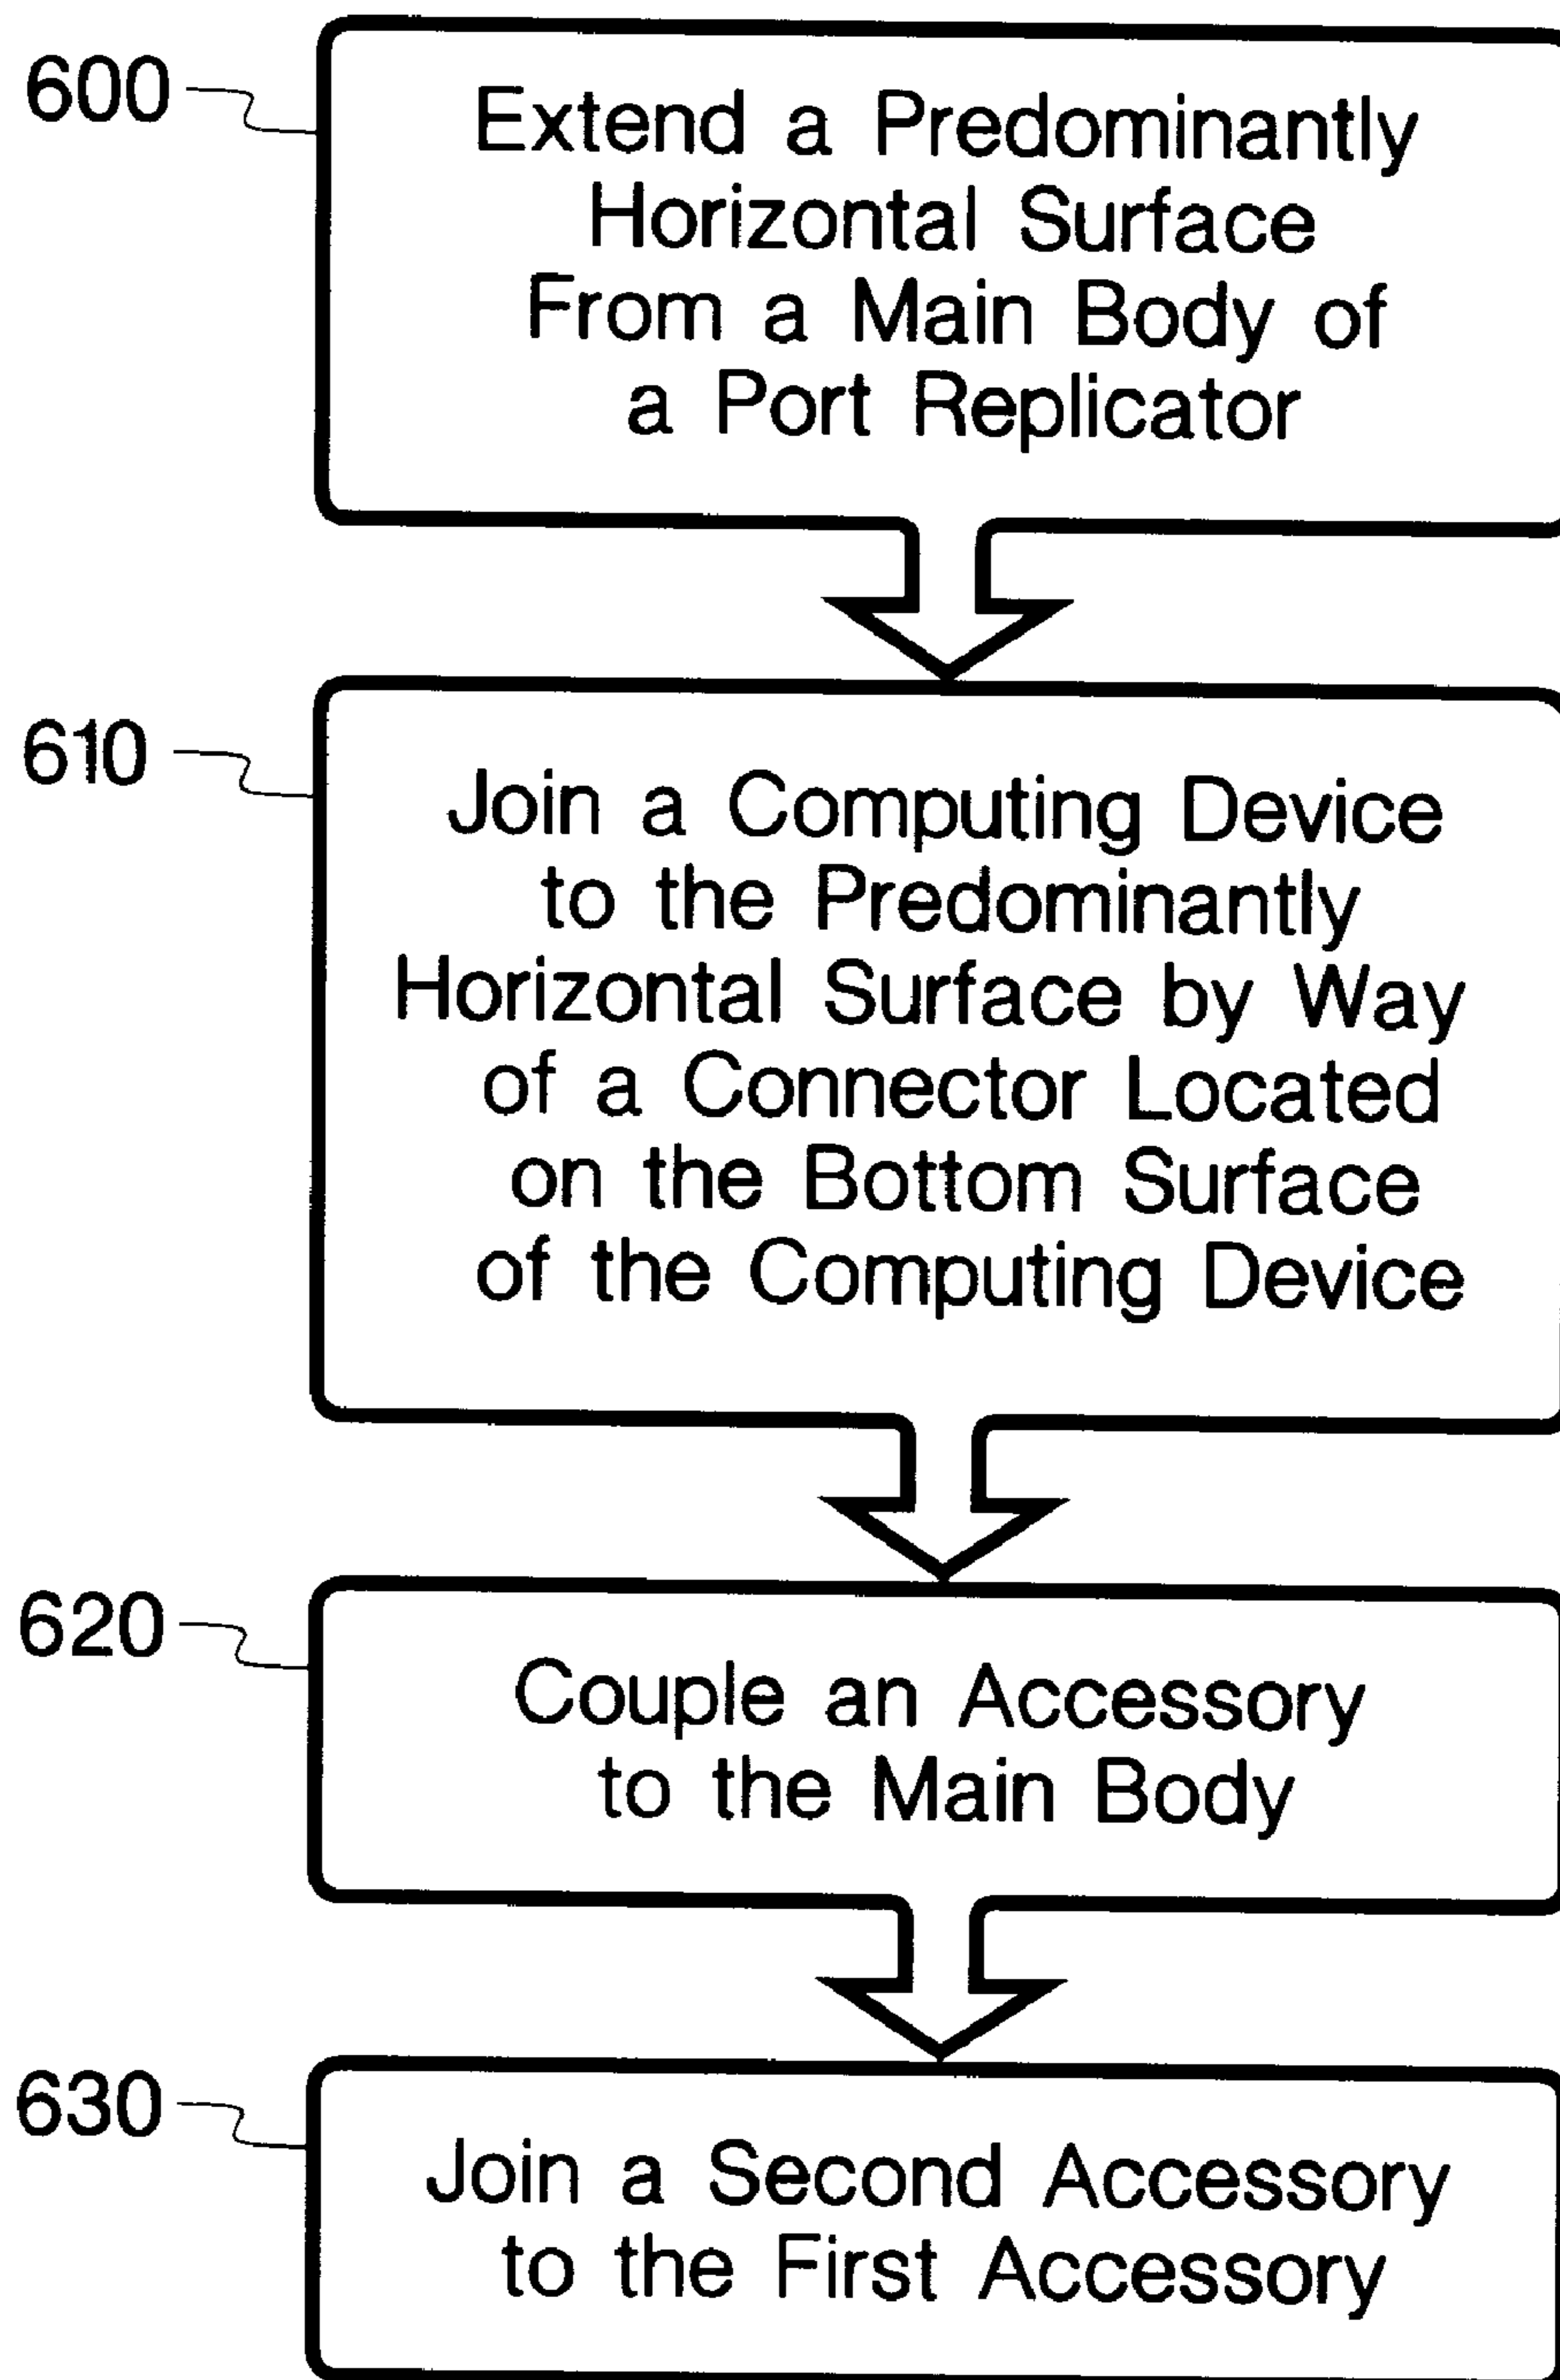 600
Extend a Predominantly
Horizontal Surface
From a Main Body of
a Port Replicator
610
Join a Computing Device
to the Predominantly
Horizontal Surface by Way
of a Connector Located
on the Bottom Surface
of the Computing Device
620
Couple an Accessory
to the Main Body
630
Join a Second Accessory
to the First Accessory